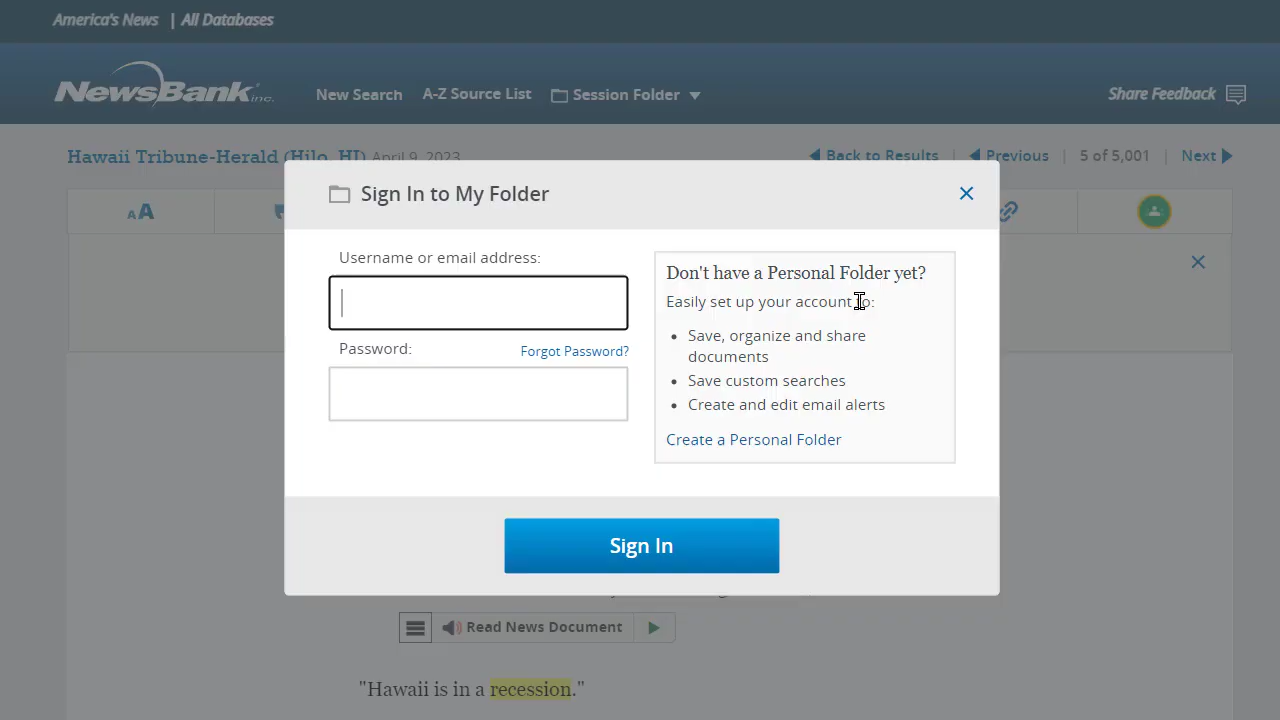 America's News | All Databases
NewsBank inc. New Search A-Z Source List Session Folder Share Feedback
Hawaii Tribune-Herald (Hilo, HI) April 9, 2023 Back to Results | Previous | 5 of 5,001 | Next
AA
Sign In to My Folder
Username or email address:
Password: Forgot Password?
Don't have a Personal Folder yet?
Easily set up your account to:
• Save, organize and share
documents
• Save custom searches
• Create and edit email alerts
Create a Personal Folder
Sign In
Read News Document
"Hawaii is in a recession."